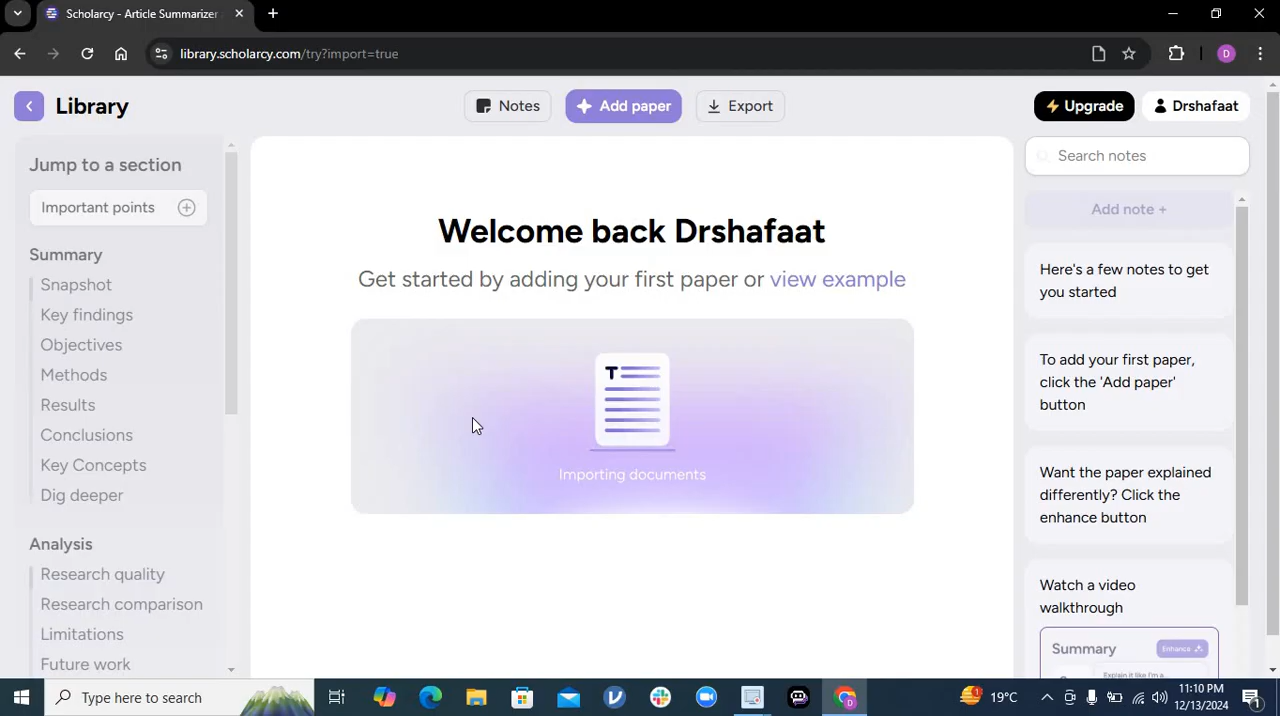 Scholarcy - Article Summarizer
library.scholarcy.com/try?import=true
D
Library
Notes
Add paper
Export
Upgrade
Drshafaat
Jump to a section
Important points
Summary
Snapshot
Key findings
Objectives
Methods
Results
Conclusions
Key Concepts
Dig deeper
Analysis
Research quality
Research comparison
Limitations
Future work
Welcome back Drshafaat
Get started by adding your first paper or view example
T
Importing documents
Search notes
Add note +
Here's a few notes to get
you started
To add your first paper,
click the 'Add paper'
button
Want the paper explained
differently? Click the
enhance button
Watch a video
walkthrough
Summary
Enhance
Type here to search
19°C
11:10 PM
12/13/2024